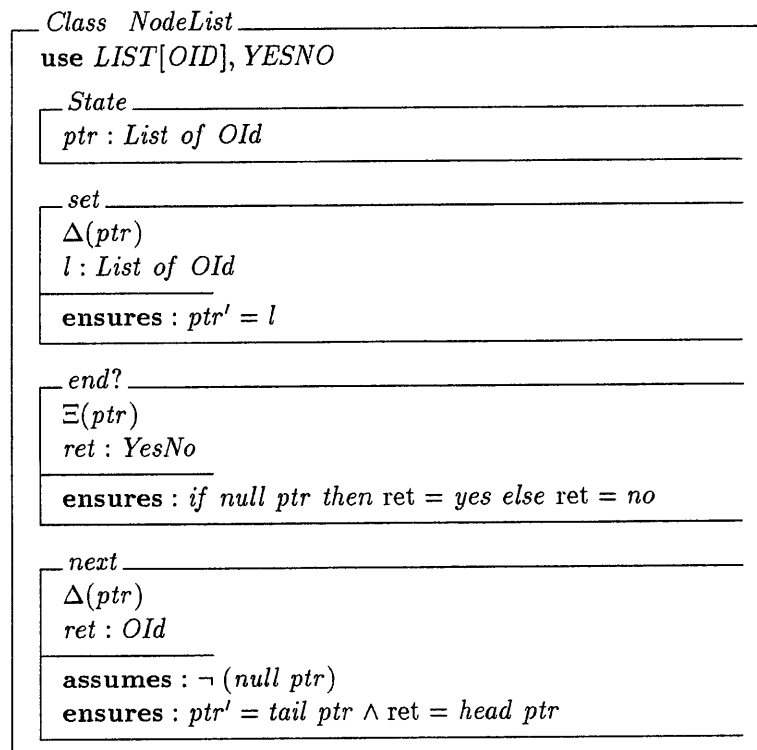 Class NodeList
use LIST[OID], YESNO
State
ptr : List of OId
set
Δ(ptr)
l : List of OId
ensures : ptr′ = l
end?
Ξ(ptr)
ret : YesNo
ensures : if null ptr then ret = yes else ret = no
next
Δ(ptr)
ret : OId
assumes : ¬ (null ptr)
ensures : ptr′ = tail ptr ∧ ret = head ptr